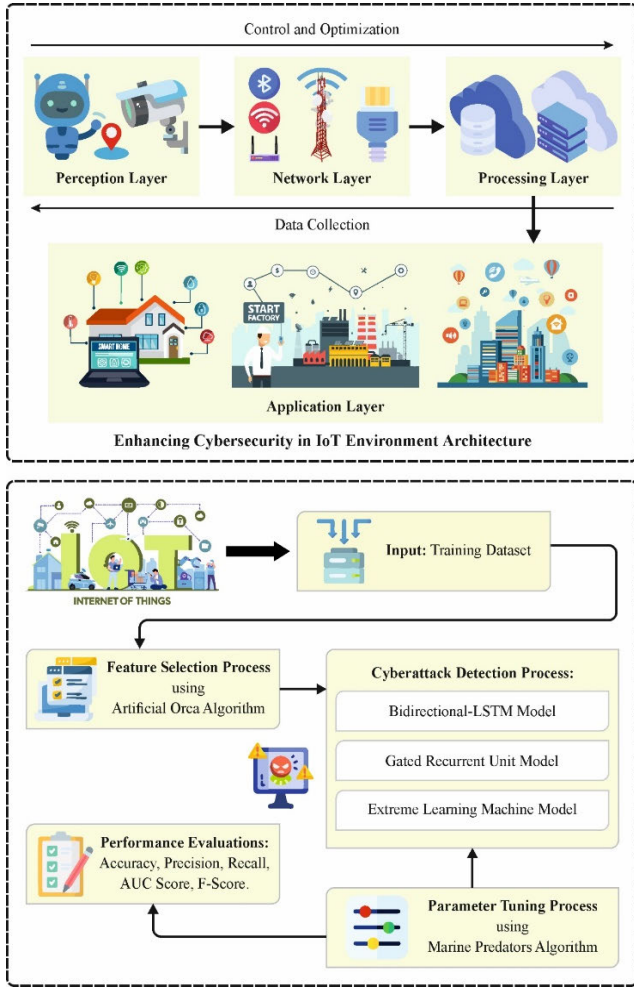 Control and Optimization
Perception Layer
Network Layer
Processing Layer
Data Collection
SMART HOME
START
FACTORY
Application Layer
Enhancing Cybersecurity in IoT Environment Architecture
IOT
INTERNET OF THINGS
Input: Training Dataset
Feature Selection Process
using
Artificial Orca Algorithm
Cyberattack Detection Process:
Bidirectional-LSTM Model
Gated Recurrent Unit Model
Extreme Learning Machine Model
Performance Evaluations:
Accuracy, Precision, Recall,
AUC Score, F-Score.
Parameter Tuning Process
using
Marine Predators Algorithm